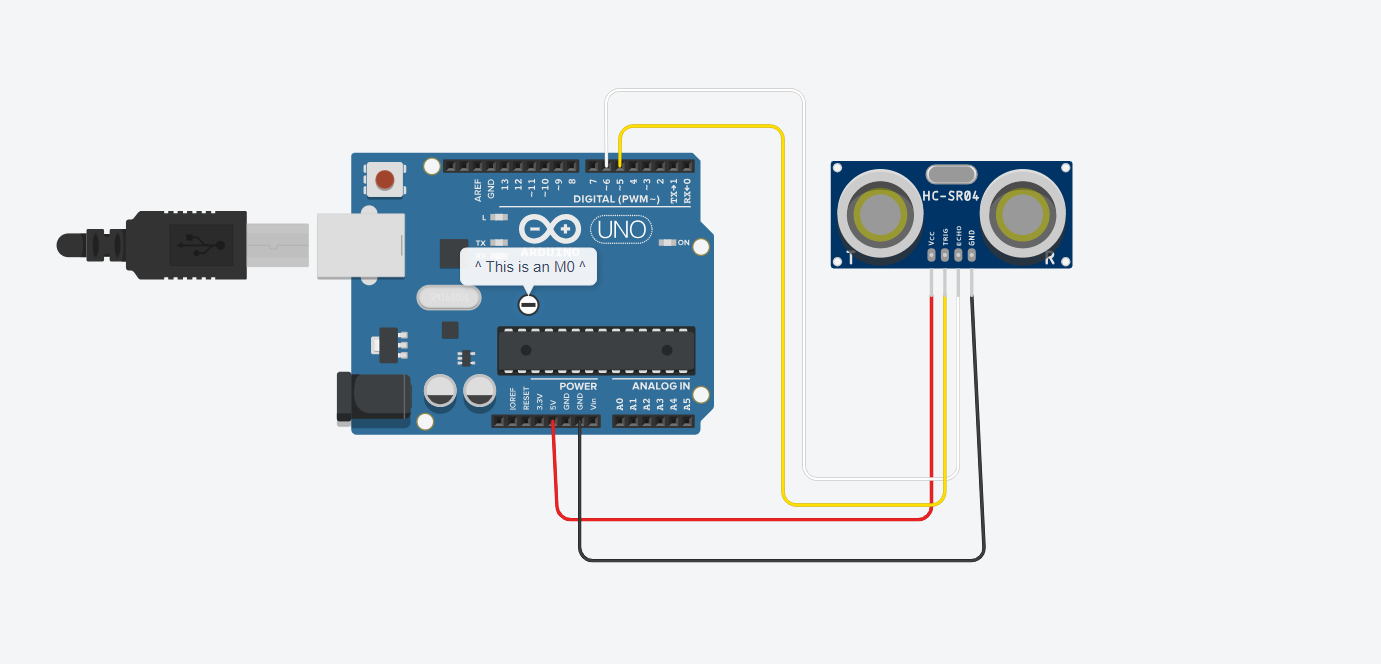 AREF
GND
13
12
~11
~10
~9
8
7
~6
~5
4
~3
2
TX→1
RX←0
DIGITAL (PWM~)
L
TX
UNO
ON
ARDUINO
^ This is an M0 ^
POWER
ANALOG IN
IOREF
RESET
3.3V
5V
GND
GND
Vin
A0
A1
A2
A3
A4
A5
HC-SR04
VCC
TRIG
ECHO
GND
T
R